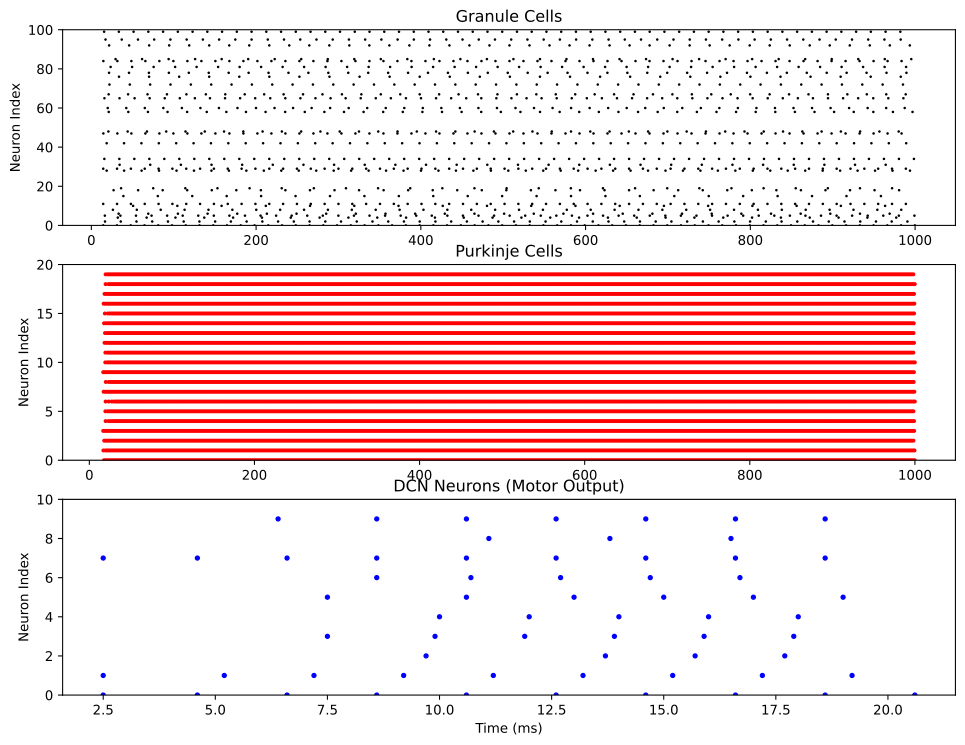 Granule Cells
100
80
60
40
20
0
Neuron Index
0 200 400 600 800 1000
Purkinje Cells
20
15
10
5
0
Neuron Index
0 200 400 600 800 1000
DCN Neurons (Motor Output)
10
8
6
4
2
0
Neuron Index
2.5 5.0 7.5 10.0 12.5 15.0 17.5 20.0
Time (ms)